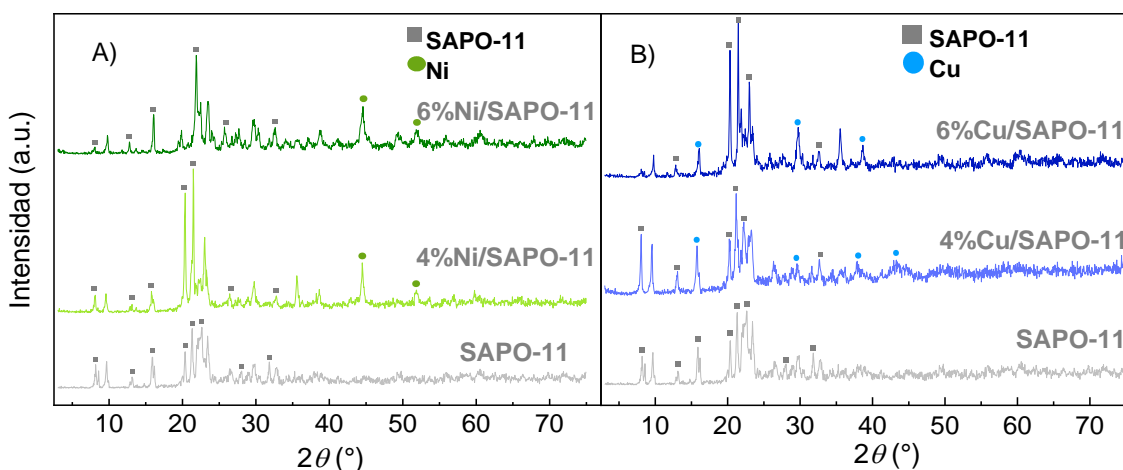 A)
SAPO-11
Ni
6%Ni/SAPO-11
4%Ni/SAPO-11
SAPO-11
Intensidad (a.u.)
10 20 30 40 50 60 70
2θ (°)
B)
SAPO-11
Cu
6%Cu/SAPO-11
4%Cu/SAPO-11
SAPO-11
10 20 30 40 50 60 70
2θ (°)